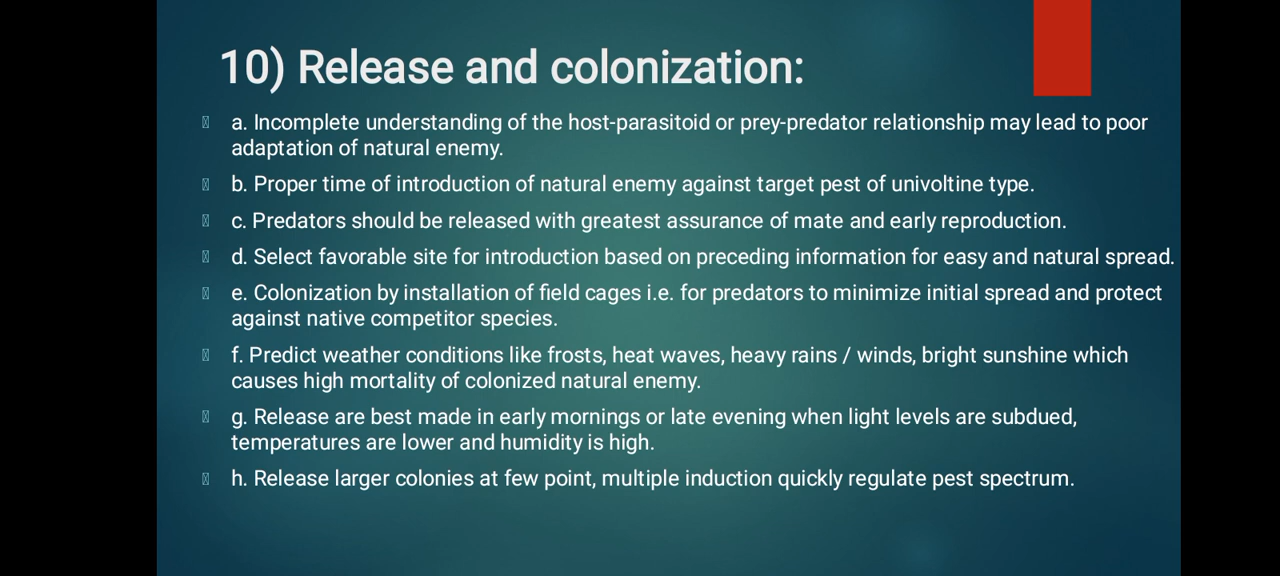 10) Release and colonization:
a. Incomplete understanding of the host-parasitoid or prey-predator relationship may lead to poor
adaptation of natural enemy.
b. Proper time of introduction of natural enemy against target pest of univoltine type.
c. Predators should be released with greatest assurance of mate and early reproduction.
d. Select favorable site for introduction based on preceding information for easy and natural spread.
e. Colonization by installation of field cages i.e. for predators to minimize initial spread and protect
against native competitor species.
f. Predict weather conditions like frosts, heat waves, heavy rains / winds, bright sunshine which
causes high mortality of colonized natural enemy.
g. Release are best made in early mornings or late evening when light levels are subdued,
temperatures are lower and humidity is high.
h. Release larger colonies at few point, multiple induction quickly regulate pest spectrum.